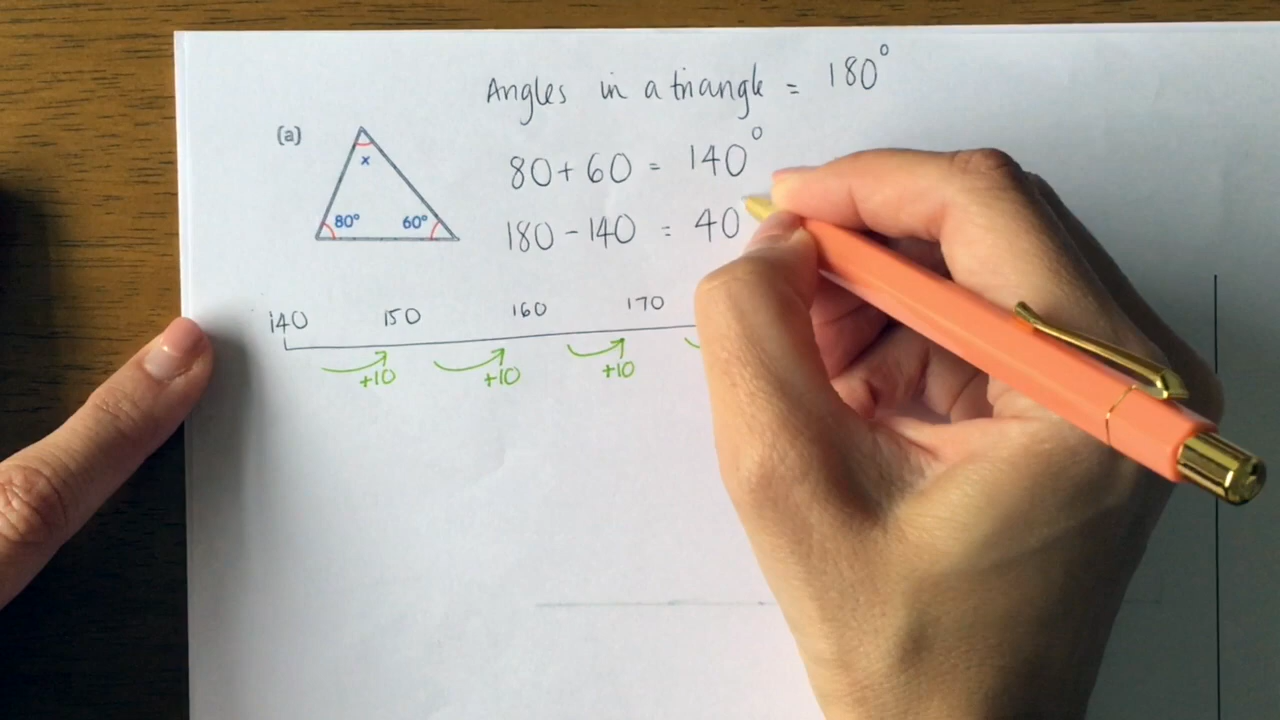 Angles in a triangle = 180°
(a)
x
80° 60°
80 + 60 = 140°
180 - 140 = 40
140 150 160 170
+10 +10 +10